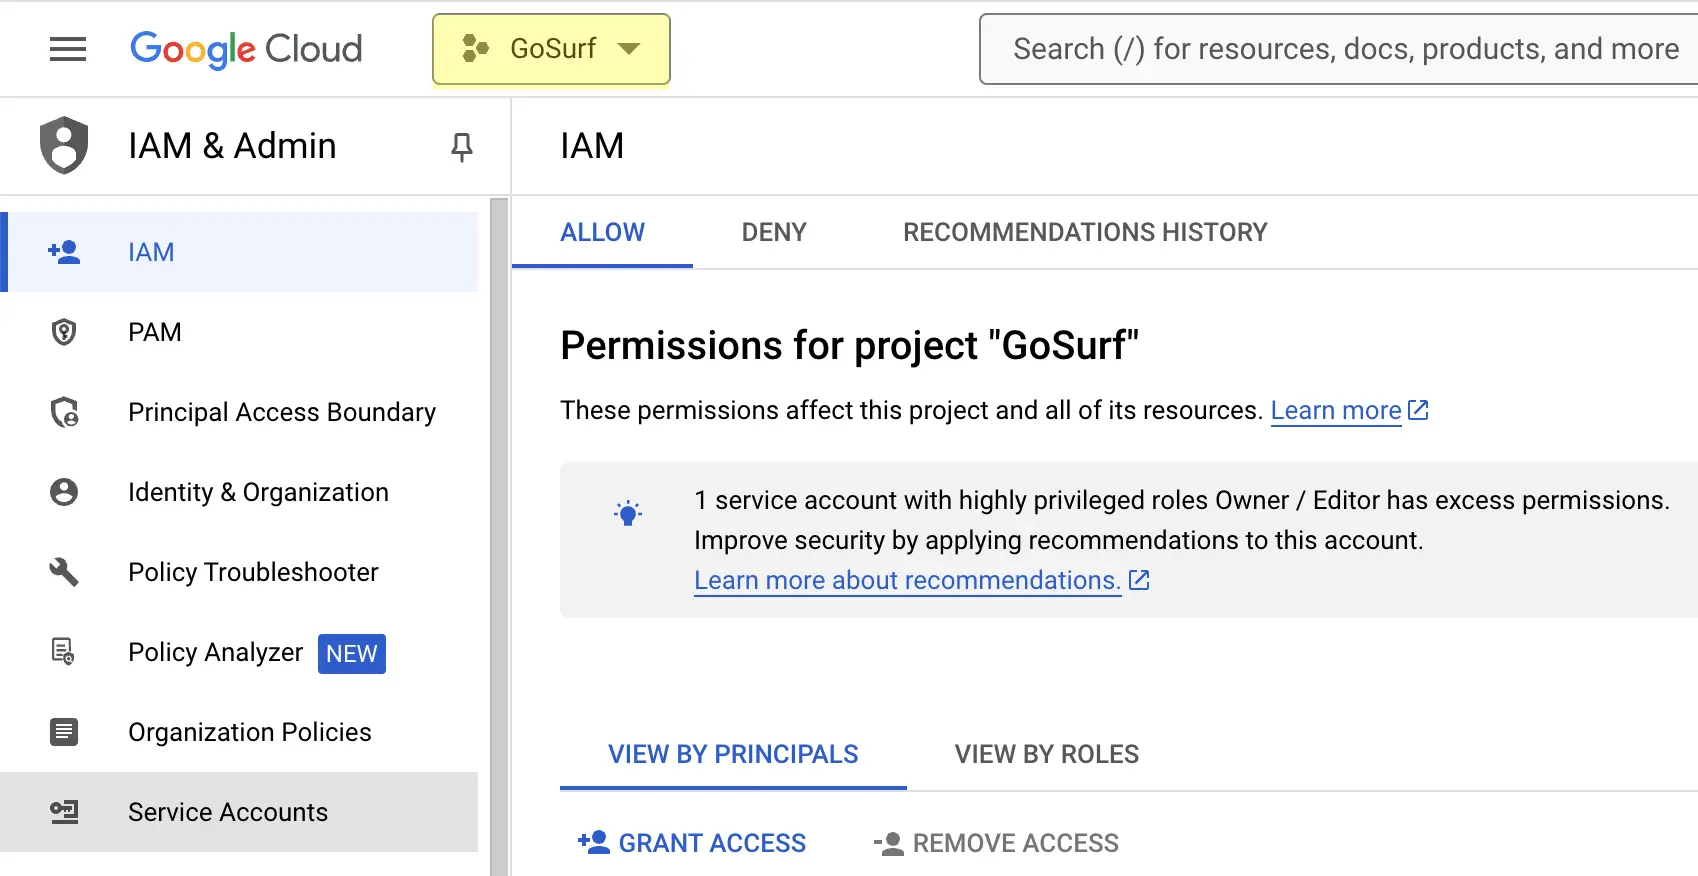 Google Cloud
GoSurf
Search (/) for resources, docs, products, and more
IAM & Admin
IAM
PAM
Principal Access Boundary
Identity & Organization
Policy Troubleshooter
Policy Analyzer NEW
Organization Policies
Service Accounts
IAM
ALLOW DENY RECOMMENDATIONS HISTORY
Permissions for project "GoSurf"
These permissions affect this project and all of its resources. Learn more
1 service account with highly privileged roles Owner / Editor has excess permissions.
Improve security by applying recommendations to this account.
Learn more about recommendations.
VIEW BY PRINCIPALS VIEW BY ROLES
GRANT ACCESS REMOVE ACCESS